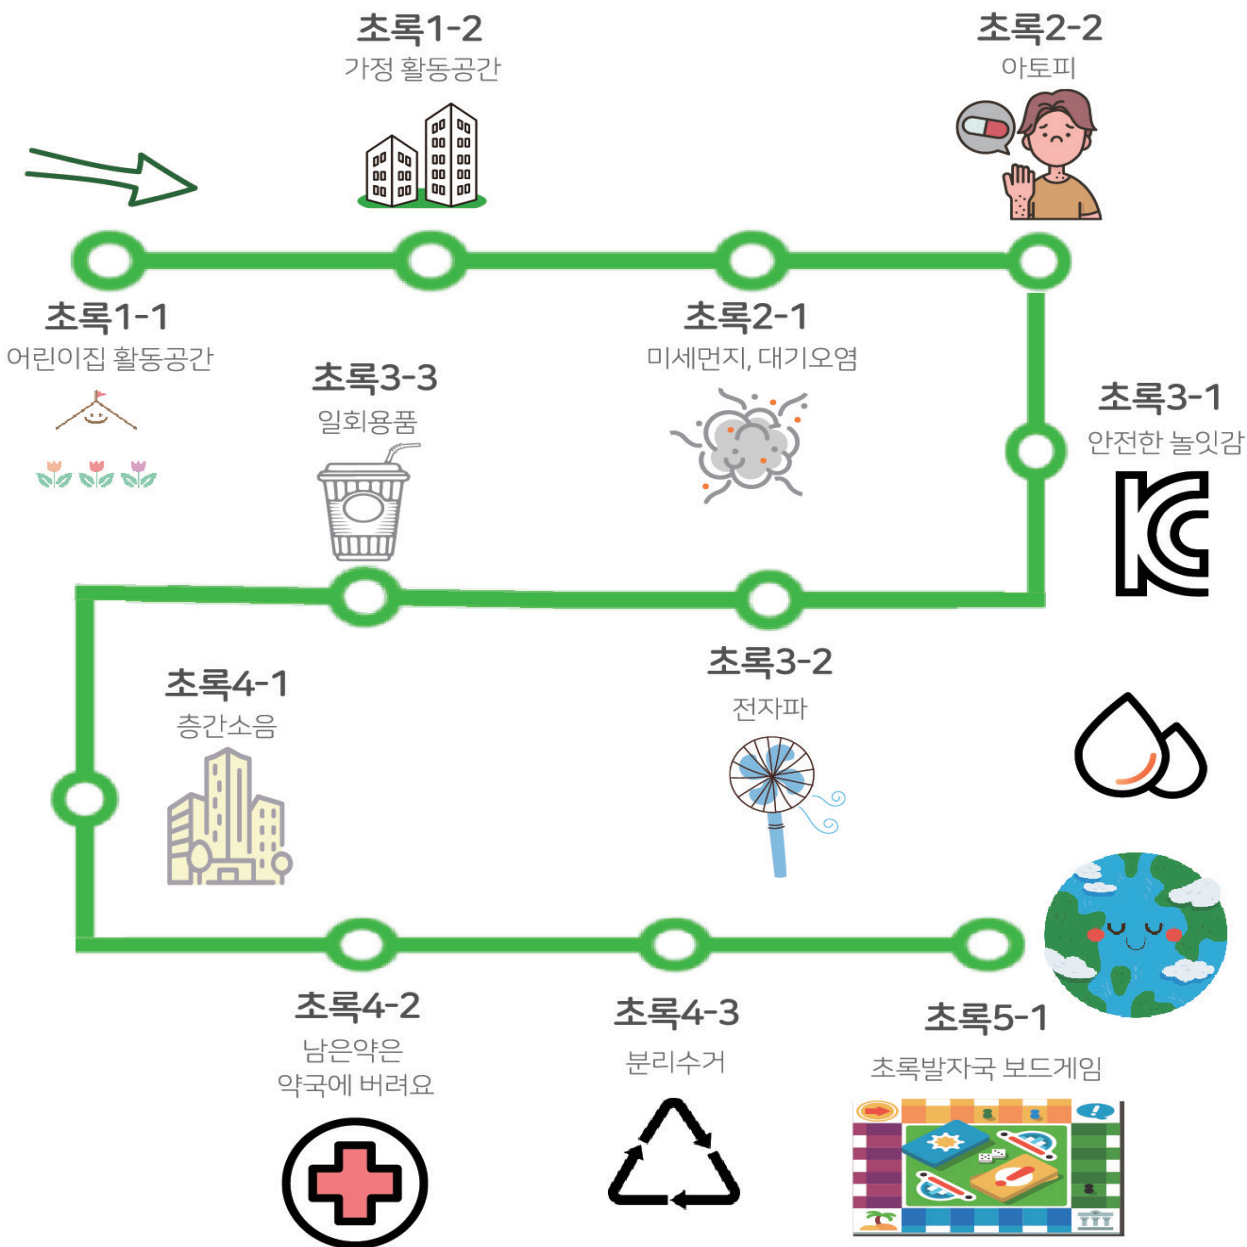 초록1-1
어린이집 활동공간
초록1-2
가정 활동공간
초록2-1
미세먼지, 대기오염
초록2-2
아토피
초록3-1
안전한 놀잇감
초록3-2
전자파
초록3-3
일회용품
초록4-1
층간소음
초록4-2
남은약은
약국에 버려요
초록4-3
분리수거
초록5-1
초록발자국 보드게임